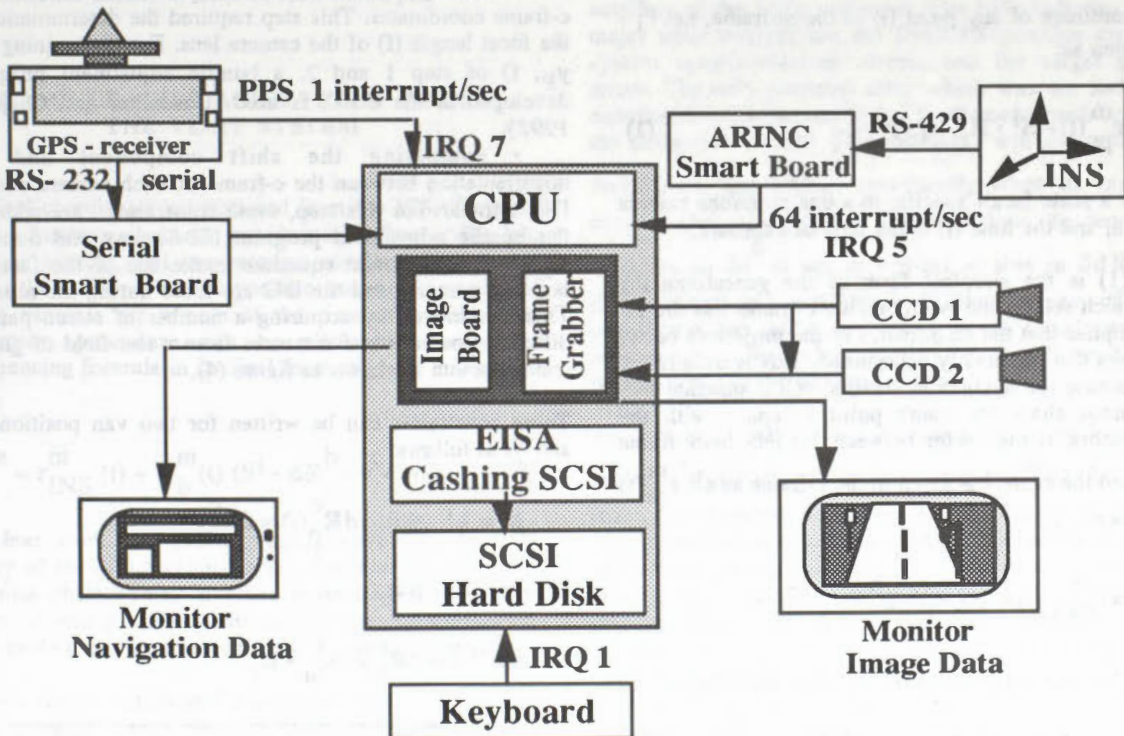 PPS 1 interrupt/sec
GPS - receiver
RS- 232 serial
IRQ 7
ARINC
Smart Board
RS-429
INS
CPU
64 interrupt/sec
IRQ 5
Serial
Smart Board
Image
Board
Frame
Grabber
CCD 1
CCD 2
EISA
Cashing SCSI
SCSI
Hard Disk
Monitor
Navigation Data
Monitor
Image Data
IRQ 1
Keyboard